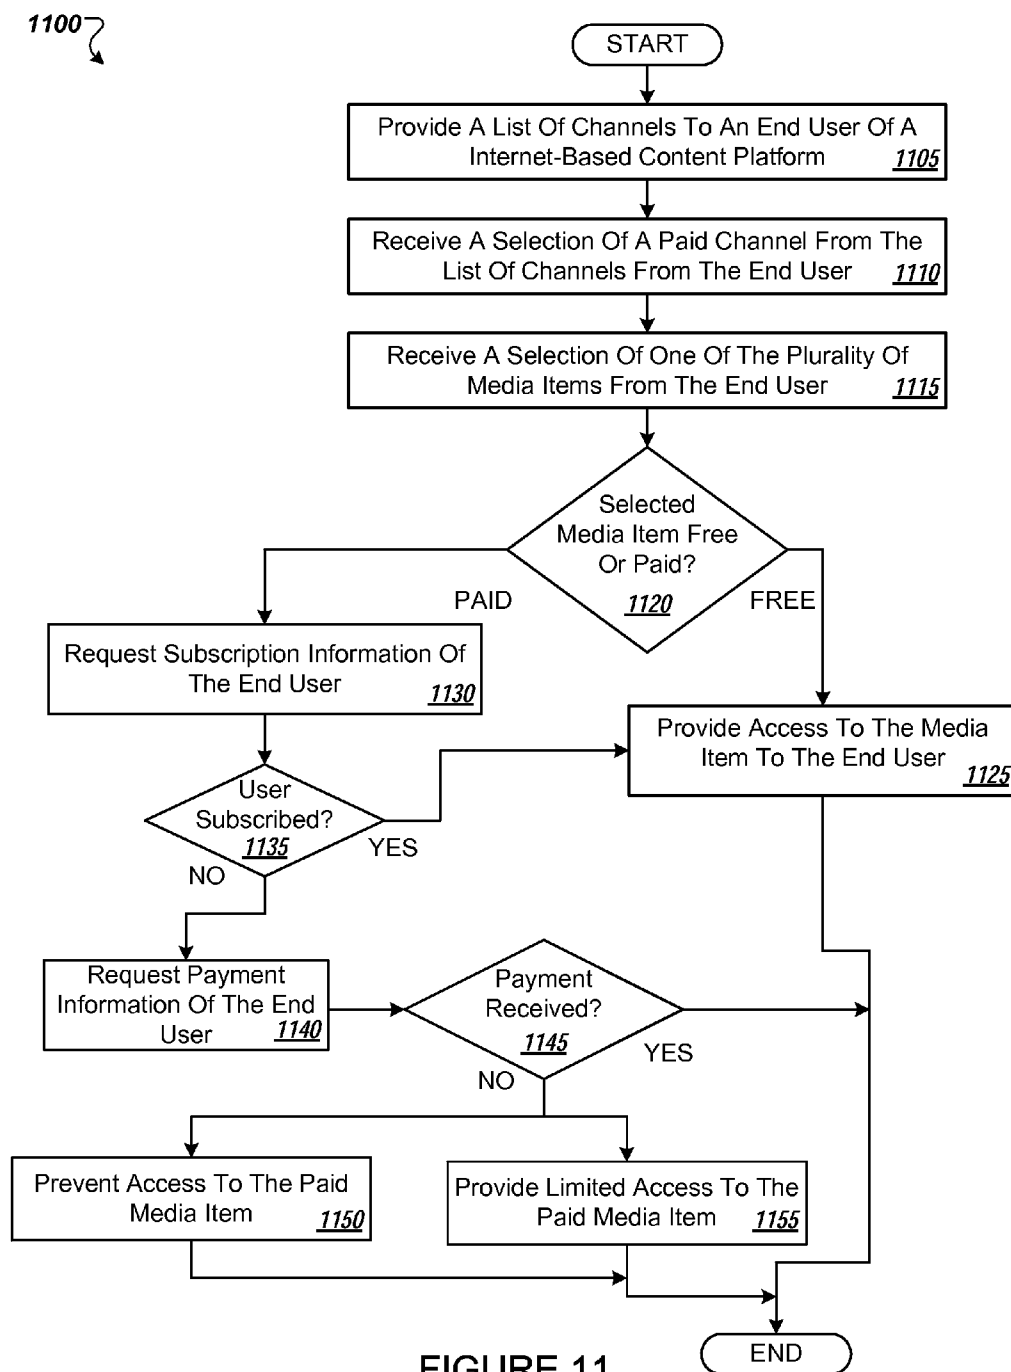 1100
START
Provide A List Of Channels To An End User Of A
Internet-Based Content Platform 1105
Receive A Selection Of A Paid Channel From The
List Of Channels From The End User 1110
Receive A Selection Of One Of The Plurality Of
Media Items From The End User 1115
Selected
Media Item Free
Or Paid?
1120
PAID
FREE
Request Subscription Information Of
The End User 1130
Provide Access To The Media
Item To The End User 1125
User
Subscribed?
1135
YES
NO
Request Payment
Information Of The End
User 1140
Payment
Received?
1145
YES
NO
Prevent Access To The Paid
Media Item 1150
Provide Limited Access To The
Paid Media Item 1155
END
FIGURE 11